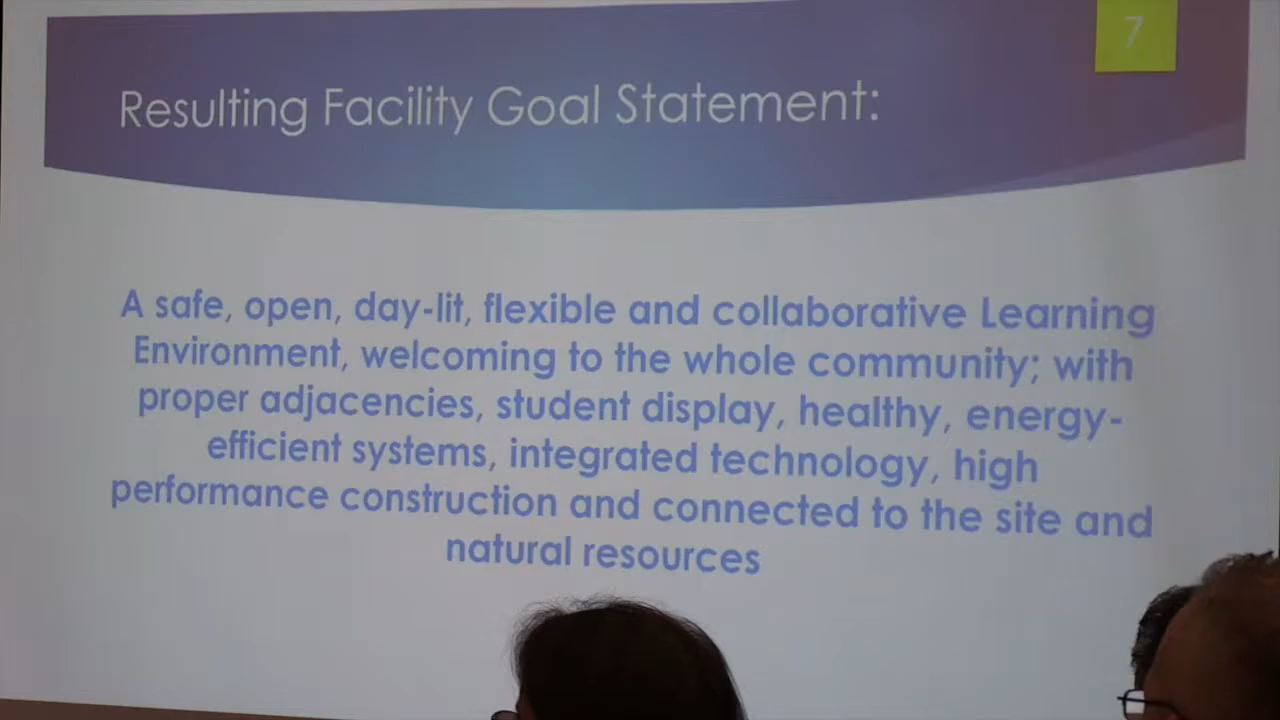 7
Resulting Facility Goal Statement:
A safe, open, day-lit, flexible and collaborative Learning
Environment, welcoming to the whole community; with
proper adjacencies, student display, healthy, energy-
efficient systems, integrated technology, high
performance construction and connected to the site and
natural resources